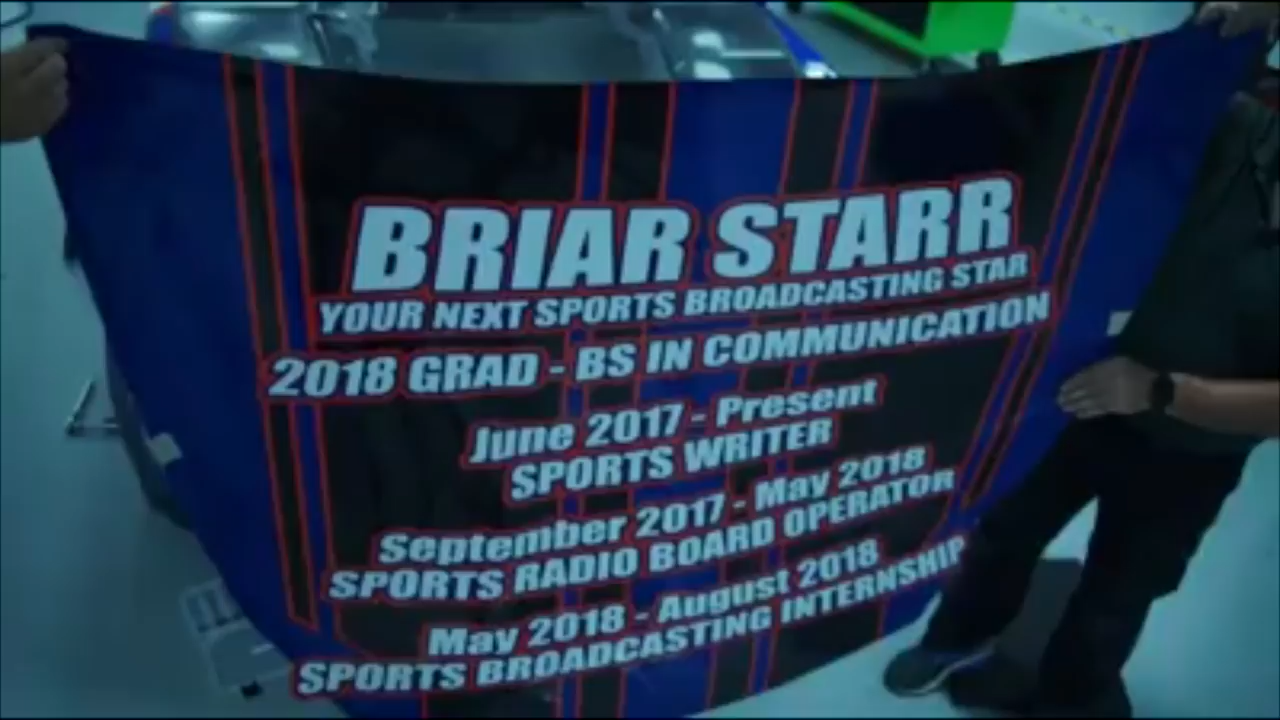 BRIAR STARR
YOUR NEXT SPORTS BROADCASTING STAR
2018 GRAD - BS IN COMMUNICATION
June 2017 - Present
SPORTS WRITER
September 2017 - May 2018
SPORTS RADIO BOARD OPERATOR
May 2018 - August 2018
SPORTS BROADCASTING INTERNSHIP